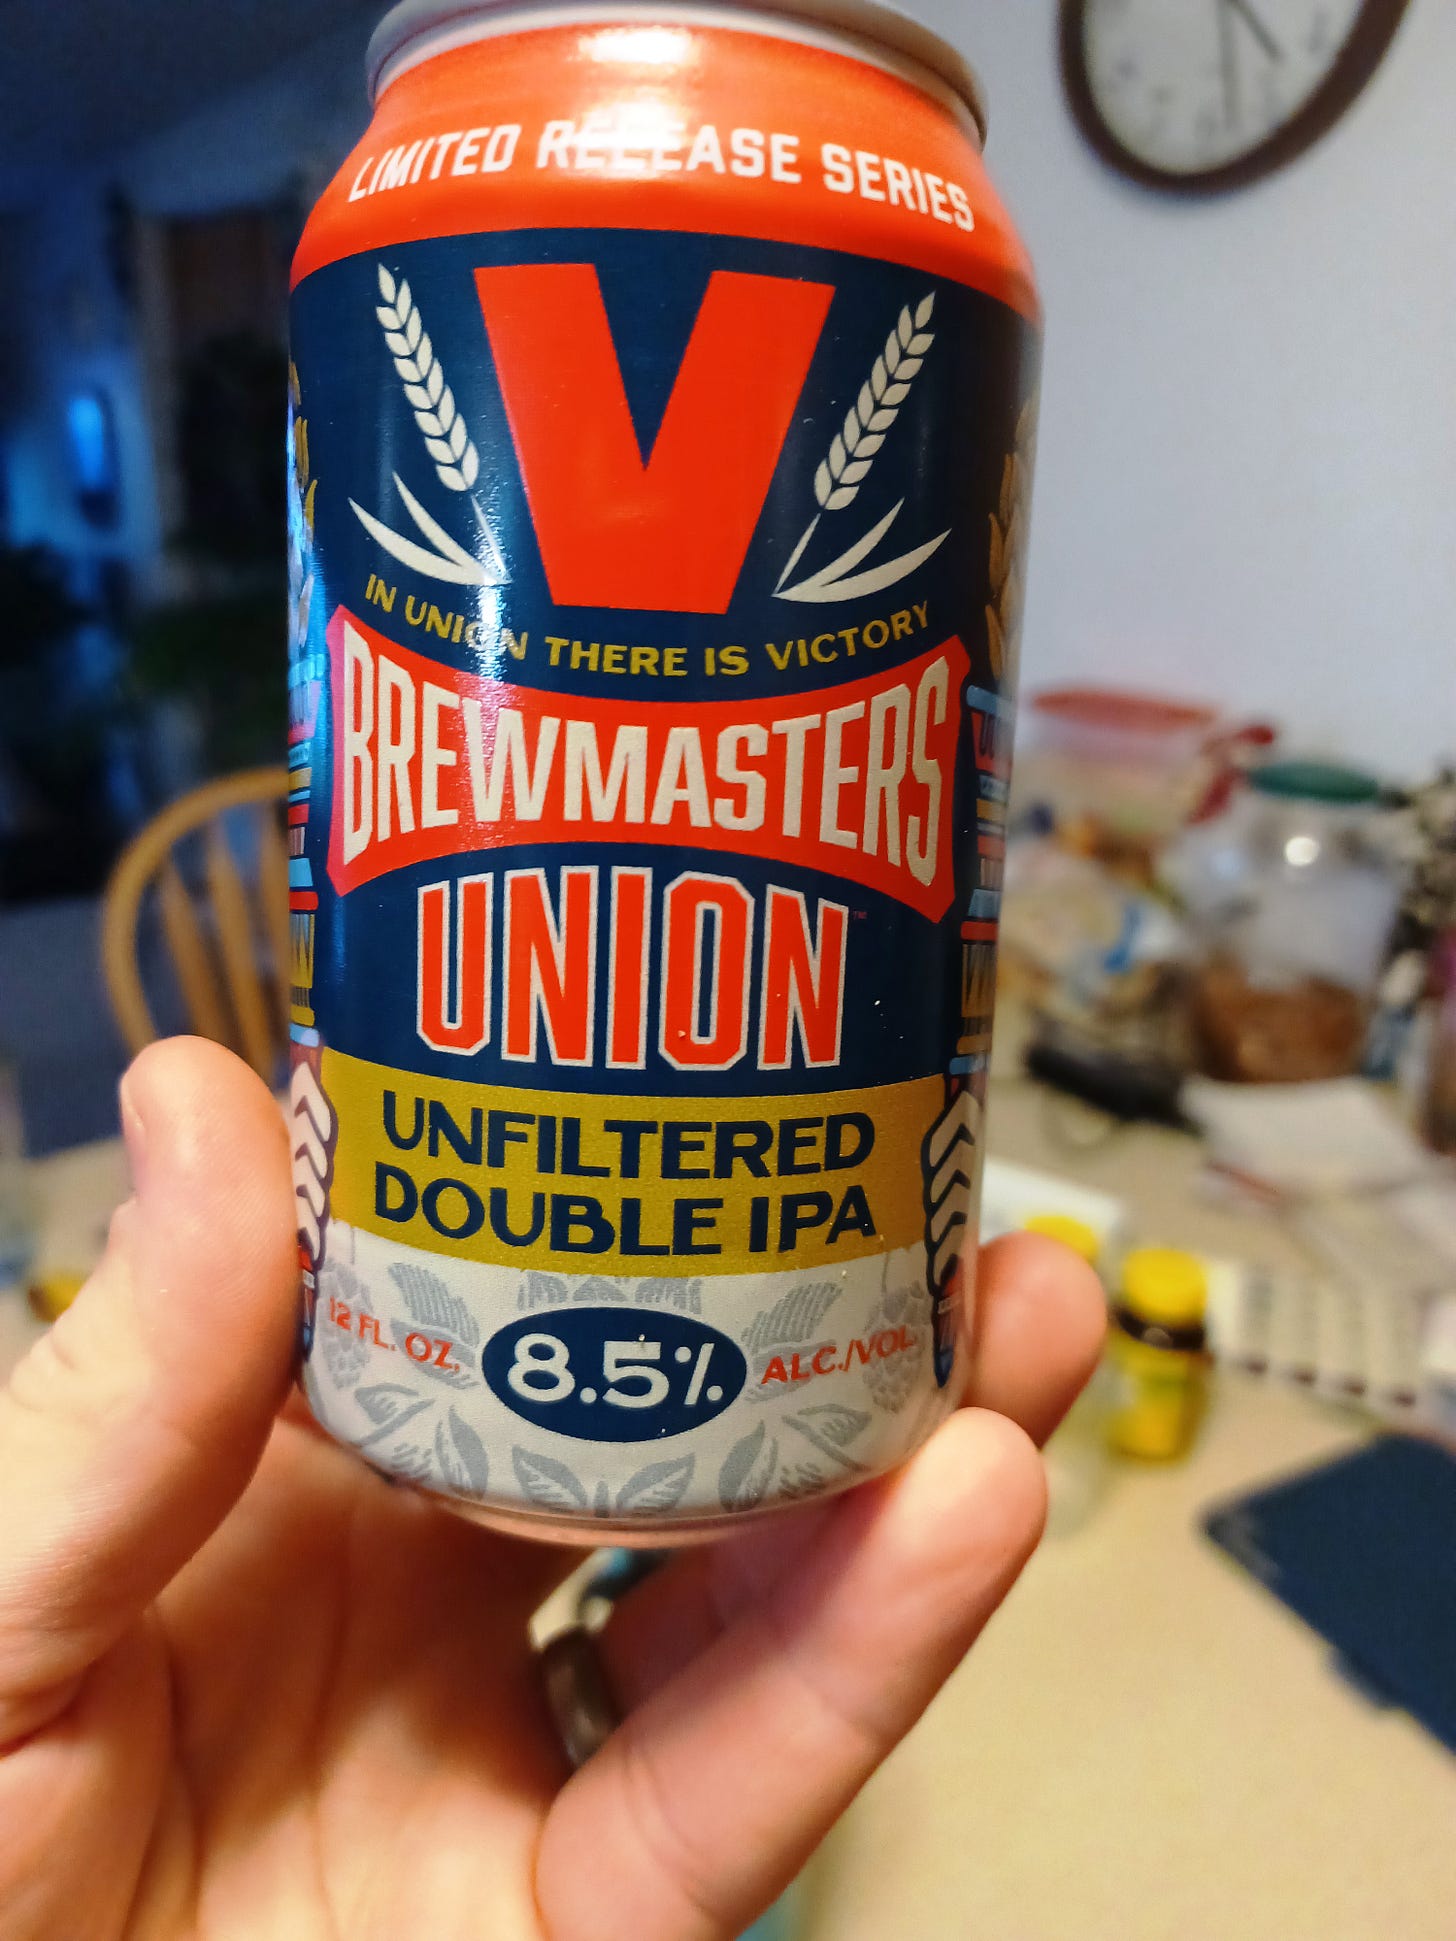 LIMITED RELEASE SERIES
V
IN UNION THERE IS VICTORY
BREWMASTERS
UNION
TM
UNFILTERED
DOUBLE IPA
12 FL. OZ. 8.5% ALC./VOL.